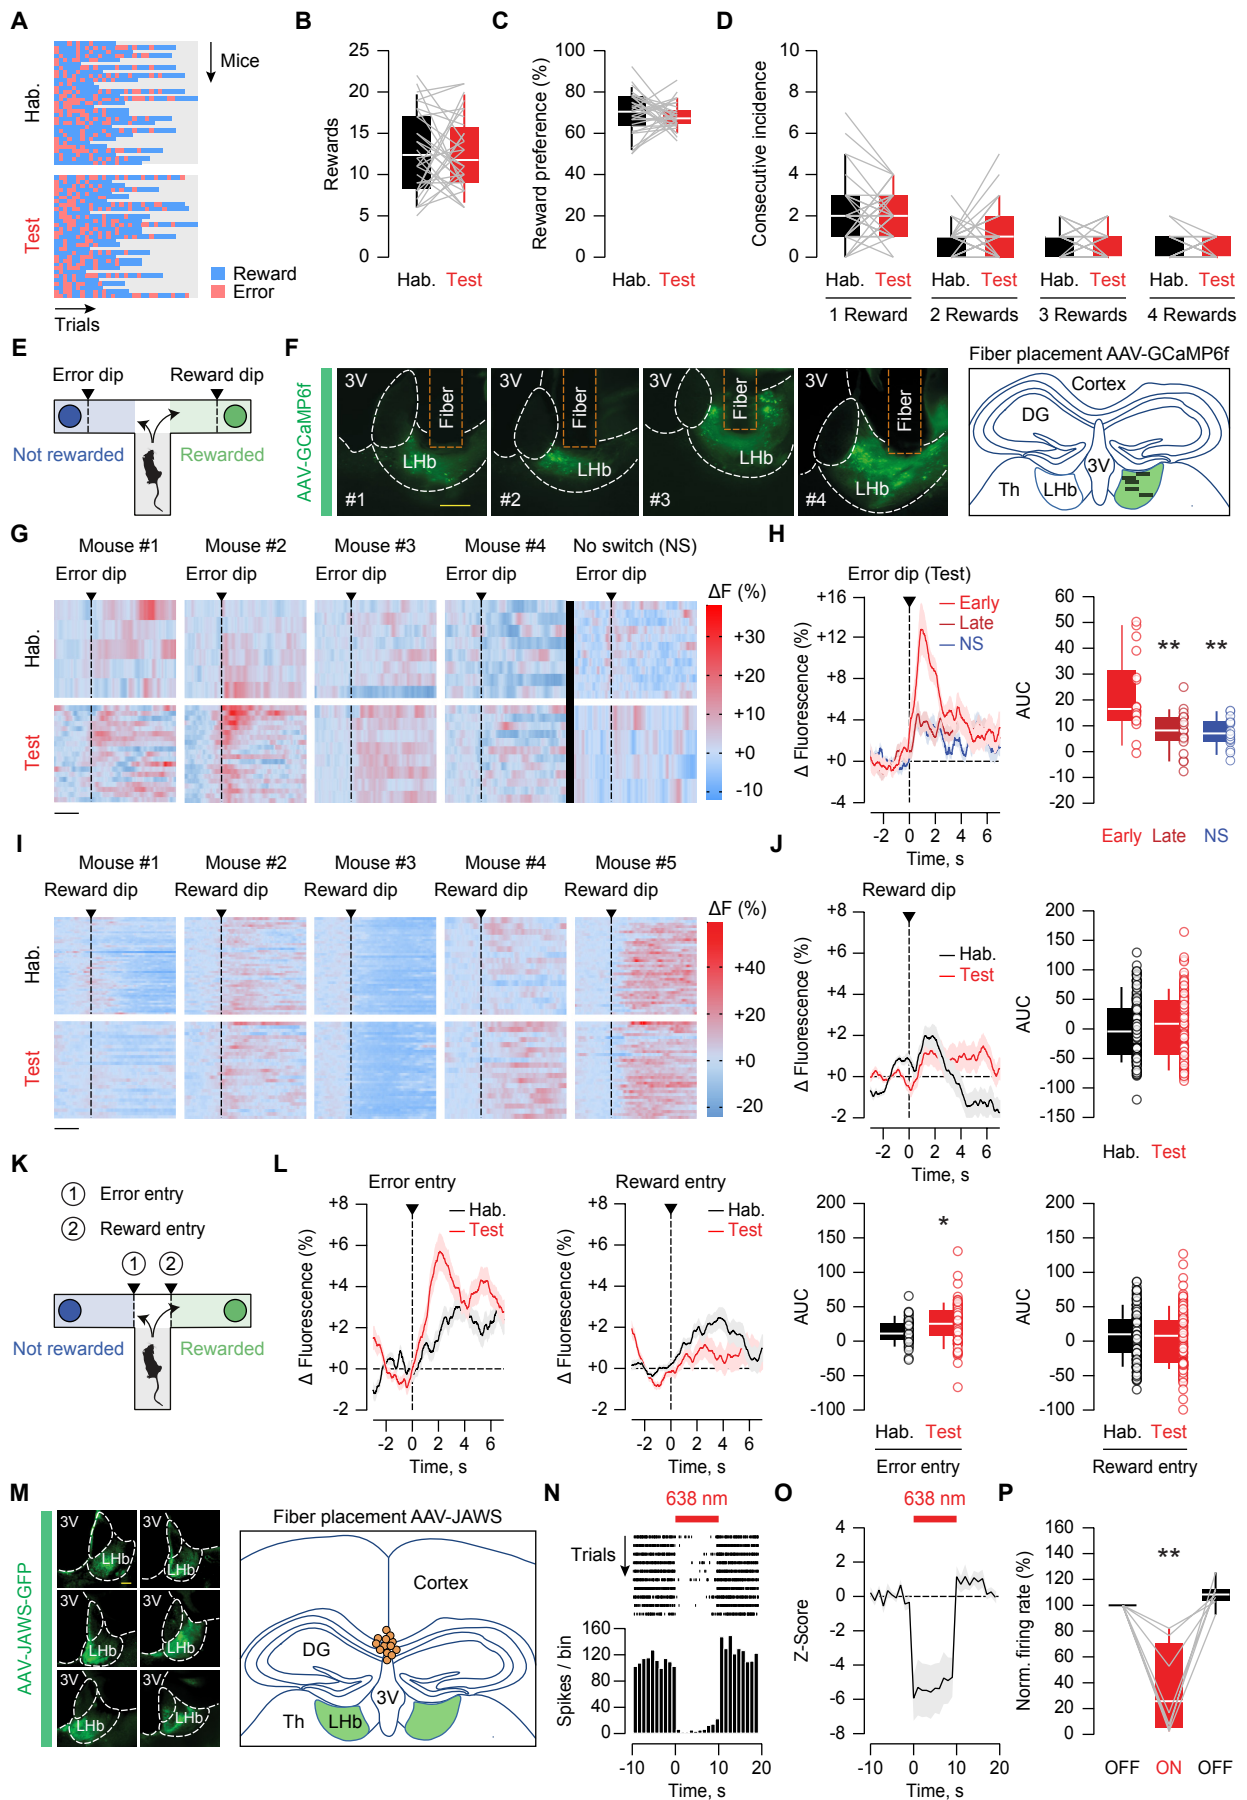 A
Hab.
Test
Mice
Reward
Error
Trials
B
Rewards
25
20
15
10
5
0
Hab. Test
C
Reward preference (%)
100
80
60
40
20
0
Hab. Test
D
Consecutive incidence
10
8
6
4
2
0
Hab. Test Hab. Test Hab. Test Hab. Test
1 Reward 2 Rewards 3 Rewards 4 Rewards
E
Error dip Reward dip
Not rewarded Rewarded
F
AAV-GCaMP6f
3V Fiber LHb #1
3V Fiber LHb #2
3V Fiber LHb #3
3V Fiber LHb #4
Fiber placement AAV-GCaMP6f
Cortex
DG
3V
Th LHb
G
Mouse #1 Mouse #2 Mouse #3 Mouse #4 No switch (NS)
Error dip Error dip Error dip Error dip Error dip
Hab.
Test
ΔF (%)
+30
+20
+10
+0
-10
H
Error dip (Test)
Early
Late
NS
Δ Fluorescence (%)
+16
+12
+8
+4
+0
-4
-2 0 2 4 6
Time, s
AUC
60
50
40
30
20
10
0
-10
-20
** **
Early Late NS
I
Mouse #1 Mouse #2 Mouse #3 Mouse #4 Mouse #5
Reward dip Reward dip Reward dip Reward dip Reward dip
Hab.
Test
ΔF (%)
+40
+20
+0
-20
J
Reward dip
Hab.
Test
Δ Fluorescence (%)
+8
+6
+4
+2
+0
-2
-2 0 2 4 6
Time, s
AUC
200
150
100
50
0
-50
-100
-150
Hab. Test
K
1 Error entry
2 Reward entry
1 2
Not rewarded Rewarded
L
Error entry
Hab.
Test
Δ Fluorescence (%)
+8
+6
+4
+2
+0
-2
-2 0 2 4 6
Time, s
Reward entry
Hab.
Test
Δ Fluorescence (%)
+8
+6
+4
+2
+0
-2
-2 0 2 4 6
Time, s
AUC
200
150
100
50
0
-50
-100
*
Hab. Test
Error entry
AUC
200
150
100
50
0
-50
-100
Hab. Test
Reward entry
M
AAV-JAWS-GFP
3V LHb
3V LHb
3V LHb
3V LHb
3V LHb
3V LHb
Fiber placement AAV-JAWS
Cortex
DG
3V
Th LHb
N
638 nm
Trials
Spikes / bin
160
120
80
40
0
-10 0 10 20
Time, s
O
638 nm
Z-Score
4
2
0
-2
-4
-6
-8
-10 0 10 20
Time, s
P
Norm. firing rate (%)
160
140
120
100
80
60
40
20
0
**
OFF ON OFF